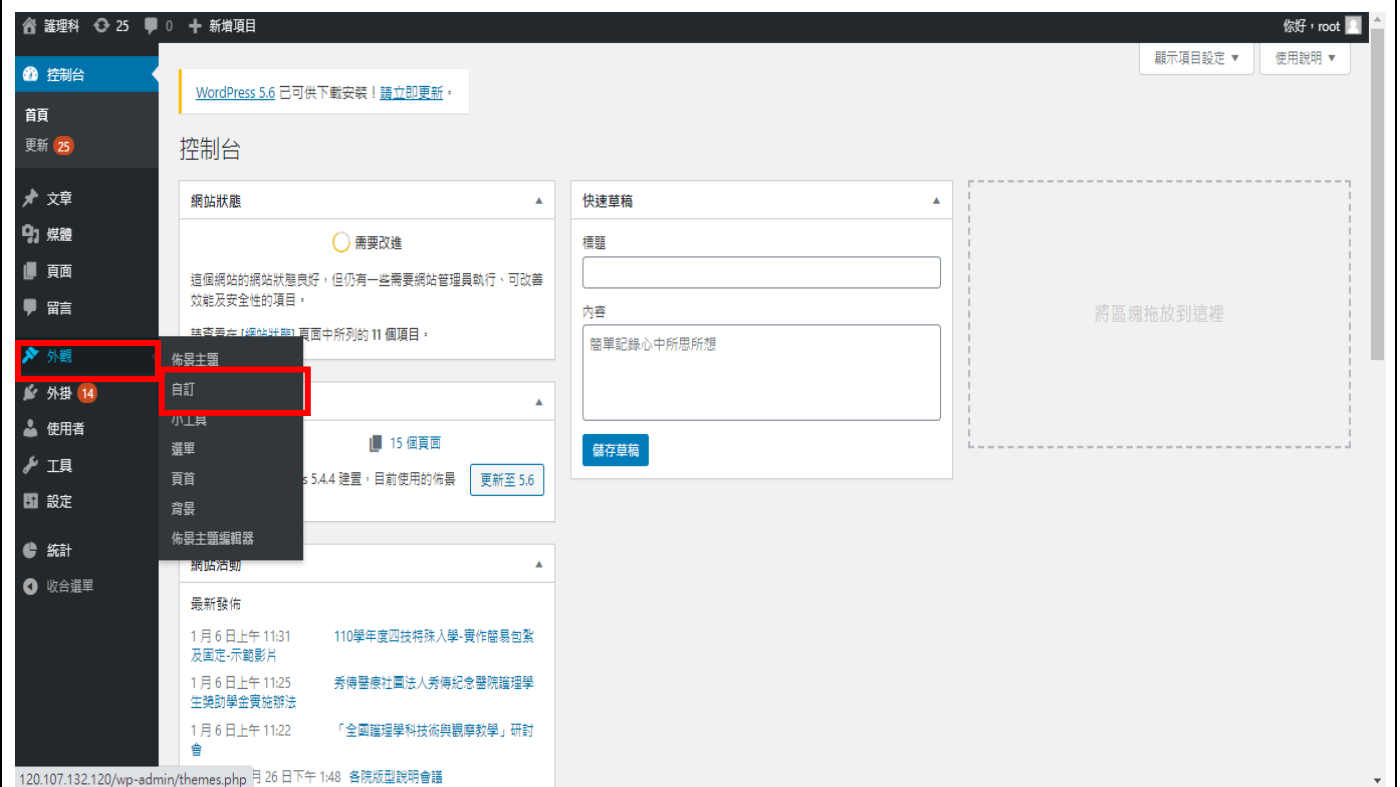 護理科 25 0 新增項目 你好，root
顯示項目設定 ▼ 使用說明 ▼
控制台
首頁
更新 25
文章
媒體
頁面
留言
外觀
外掛 14
使用者
工具
設定
統計
收合選單
佈景主題
自訂
小工具
選單
頁首
背景
佈景主題編輯器
WordPress 5.6 已可供下載安裝！請立即更新。
控制台
網站狀態
需要改進
這個網站的網站狀態良好，但仍有一些需要網站管理員執行、可改善
效能及安全性的項目。
請查看在 [網站狀態] 頁面中所列的 11 個項目。
15 個頁面
s 5.4.4 建置，目前使用的佈景
更新至 5.6
網站活動
最新發佈
1 月 6 日上午 11:31 110學年度四技特殊入學-實作簡易包紮
及固定-示範影片
1 月 6 日上午 11:25 秀傳醫療社團法人秀傳紀念醫院護理學
生獎助學金實施辦法
1 月 6 日上午 11:22 「全國護理學科技術與觀摩教學」研討
會
月 26 日下午 1:48 各院版型說明會議
快速草稿
標題
內容
簡單記錄心中所思所想
儲存草稿
將區塊拖放到這裡
120.107.132.120/wp-admin/themes.php